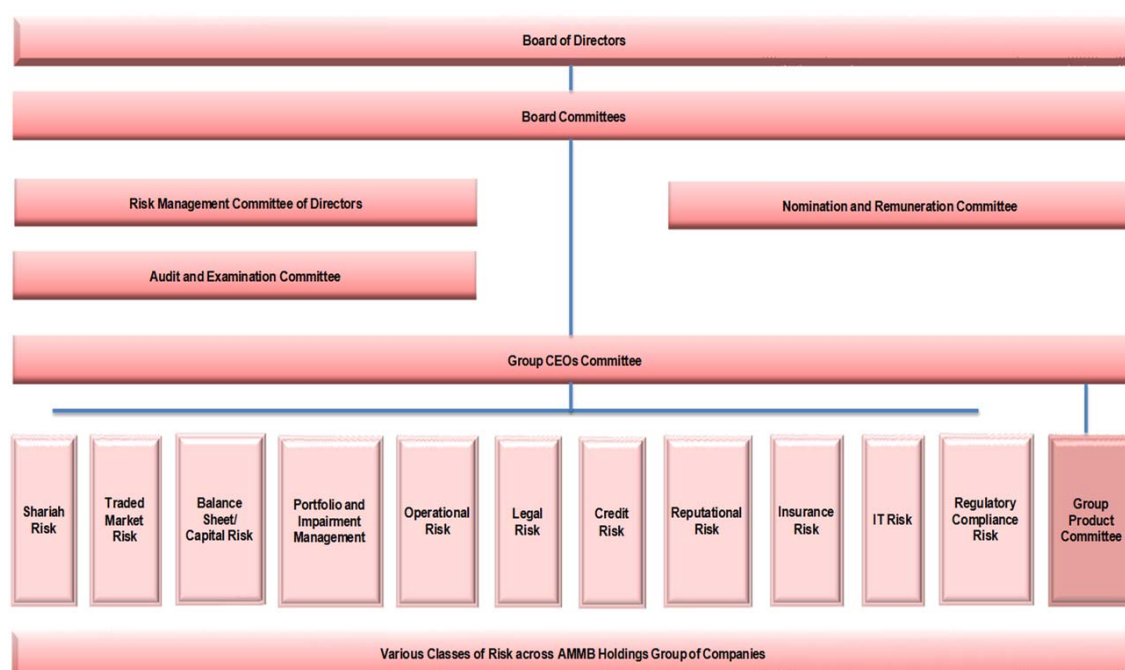 Board of Directors
Board Committees
Risk Management Committee of Directors
Nomination and Remuneration Committee
Audit and Examination Committee
Group CEOs Committee
Shariah
Risk
Traded
Market
Risk
Balance
Sheet/
Capital Risk
Portfolio and
Impairment
Management
Operational
Risk
Legal
Risk
Credit
Risk
Reputational
Risk
Insurance
Risk
IT Risk
Regulatory
Compliance
Risk
Group
Product
Committee
Various Classes of Risk across AMMB Holdings Group of Companies